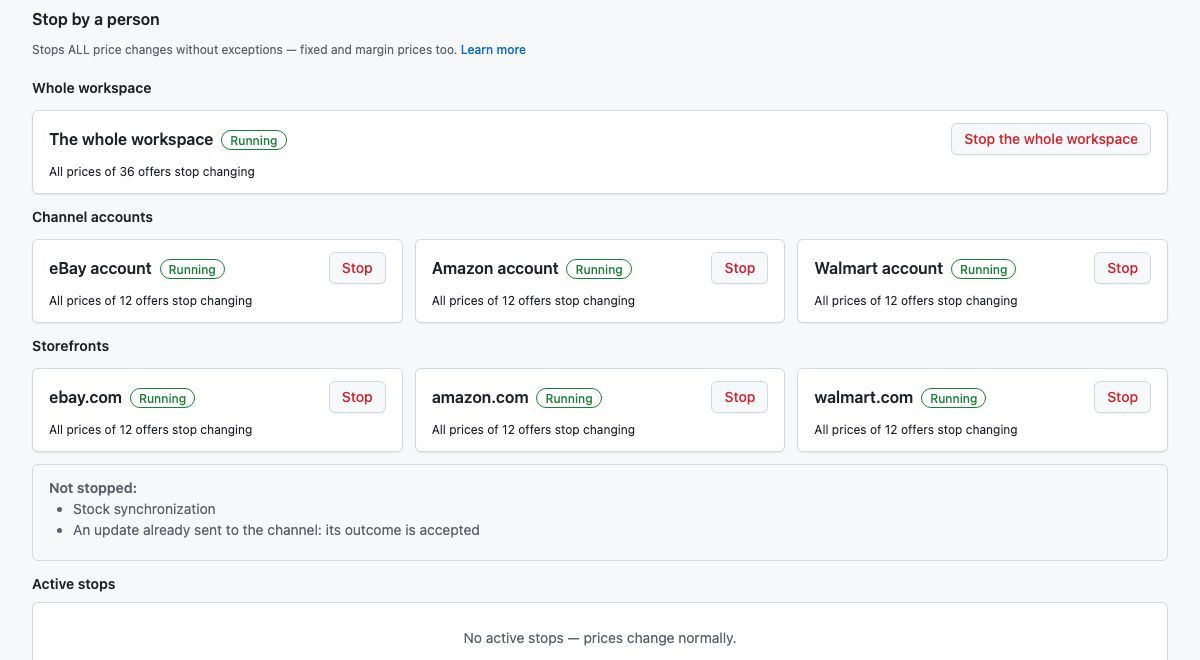 Stop by a person
Stops ALL price changes without exceptions — fixed and margin prices too. Learn more
Whole workspace
The whole workspace Running
Stop the whole workspace
All prices of 36 offers stop changing
Channel accounts
eBay account Running Stop
All prices of 12 offers stop changing
Amazon account Running Stop
All prices of 12 offers stop changing
Walmart account Running Stop
All prices of 12 offers stop changing
Storefronts
ebay.com Running Stop
All prices of 12 offers stop changing
amazon.com Running Stop
All prices of 12 offers stop changing
walmart.com Running Stop
All prices of 12 offers stop changing
Not stopped:
• Stock synchronization
• An update already sent to the channel: its outcome is accepted
Active stops
No active stops — prices change normally.